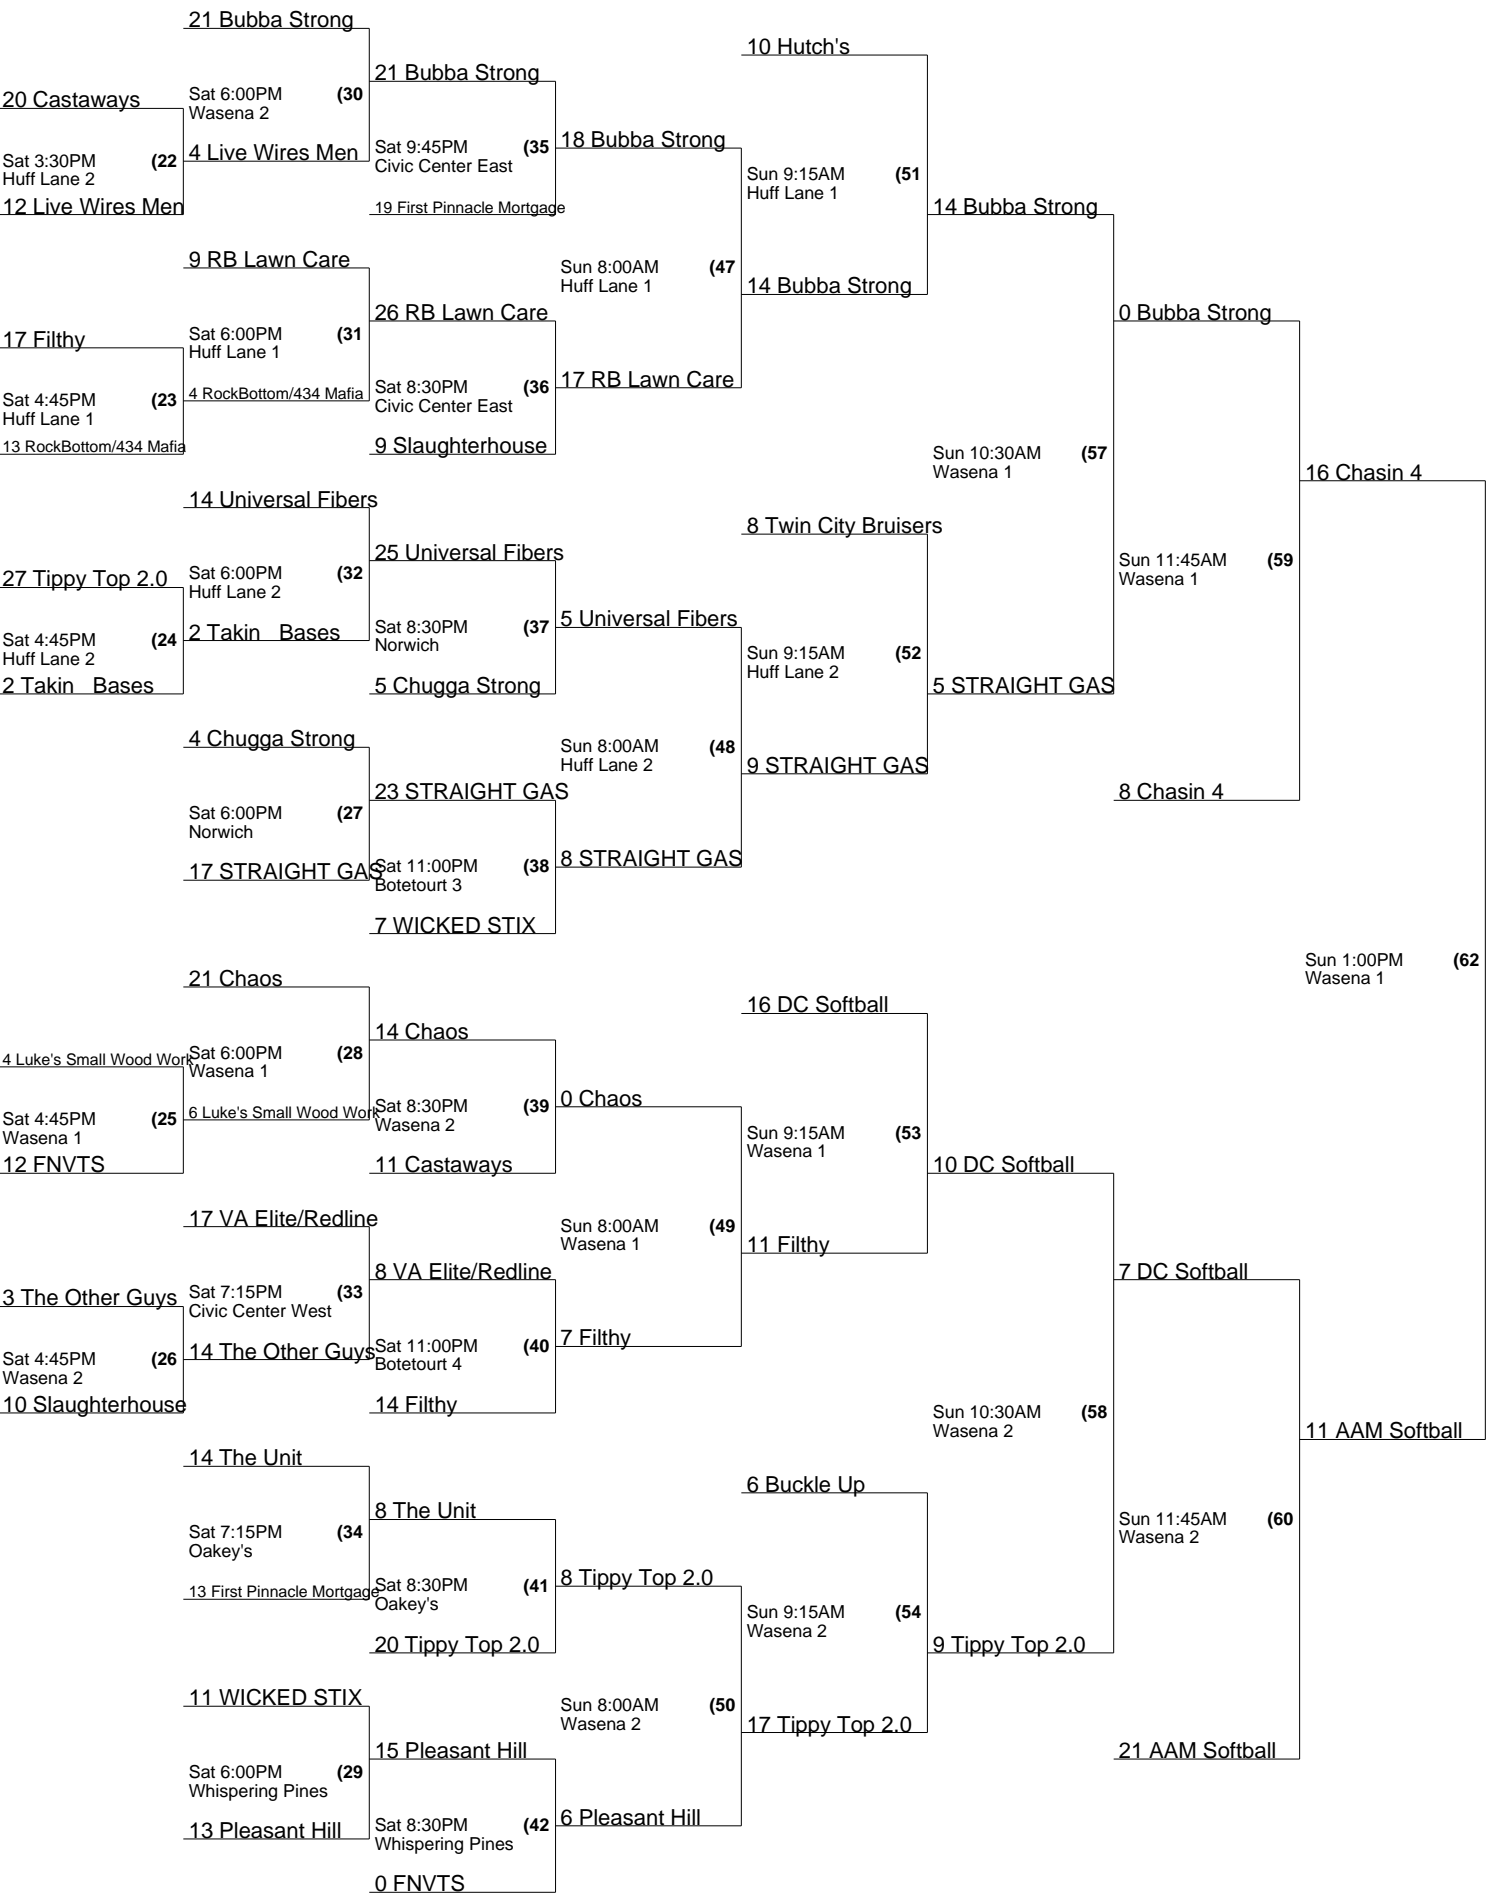 21 Bubba Strong
10 Hutch's
21 Bubba Strong
20 Castaways
Sat 6:00PM (30
Wasena 2
18 Bubba Strong
Sat 9:45PM (35
Civic Center East
4 Live Wires Men
Sat 3:30PM (22
Huff Lane 2
Sun 9:15AM (51
Huff Lane 1
12 Live Wires Men
19 First Pinnacle Mortgage
14 Bubba Strong
9 RB Lawn Care
Sun 8:00AM (47
Huff Lane 1
14 Bubba Strong
26 RB Lawn Care
0 Bubba Strong
17 Filthy
Sat 6:00PM (31
Huff Lane 1
17 RB Lawn Care
Sat 8:30PM (36
Civic Center East
4 RockBottom/434 Mafia
Sat 4:45PM (23
Huff Lane 1
13 RockBottom/434 Mafia
9 Slaughterhouse
Sun 10:30AM (57
Wasena 1
16 Chasin 4
14 Universal Fibers
8 Twin City Bruisers
25 Universal Fibers
Sun 11:45AM (59
Wasena 1
27 Tippy Top 2.0
Sat 6:00PM (32
Huff Lane 2
5 Universal Fibers
Sat 8:30PM (37
Norwich
2 Takin   Bases
Sat 4:45PM (24
Huff Lane 2
Sun 9:15AM (52
Huff Lane 2
2 Takin   Bases
5 Chugga Strong
5 STRAIGHT GAS
4 Chugga Strong
Sun 8:00AM (48
Huff Lane 2
9 STRAIGHT GAS
23 STRAIGHT GAS
8 Chasin 4
Sat 6:00PM (27
Norwich
8 STRAIGHT GAS
17 STRAIGHT GAS
Sat 11:00PM (38
Botetourt 3
7 WICKED STIX
Sun 1:00PM (62
Wasena 1
21 Chaos
16 DC Softball
14 Chaos
4 Luke's Small Wood Work
Sat 6:00PM (28
Wasena 1
0 Chaos
6 Luke's Small Wood Work
Sat 8:30PM (39
Wasena 2
Sat 4:45PM (25
Wasena 1
Sun 9:15AM (53
Wasena 1
12 FNVTS
11 Castaways
10 DC Softball
17 VA Elite/Redline
Sun 8:00AM (49
Wasena 1
11 Filthy
8 VA Elite/Redline
7 DC Softball
3 The Other Guys
Sat 7:15PM (33
Civic Center West
7 Filthy
14 The Other Guys
Sat 11:00PM (40
Botetourt 4
Sat 4:45PM (26
Wasena 2
10 Slaughterhouse
14 Filthy
Sun 10:30AM (58
Wasena 2
11 AAM Softball
14 The Unit
6 Buckle Up
8 The Unit
Sun 11:45AM (60
Wasena 2
Sat 7:15PM (34
Oakey's
8 Tippy Top 2.0
13 First Pinnacle Mortgage
Sat 8:30PM (41
Oakey's
Sun 9:15AM (54
Wasena 2
20 Tippy Top 2.0
9 Tippy Top 2.0
11 WICKED STIX
Sun 8:00AM (50
Wasena 2
17 Tippy Top 2.0
15 Pleasant Hill
21 AAM Softball
Sat 6:00PM (29
Whispering Pines
6 Pleasant Hill
13 Pleasant Hill
Sat 8:30PM (42
Whispering Pines
0 FNVTS